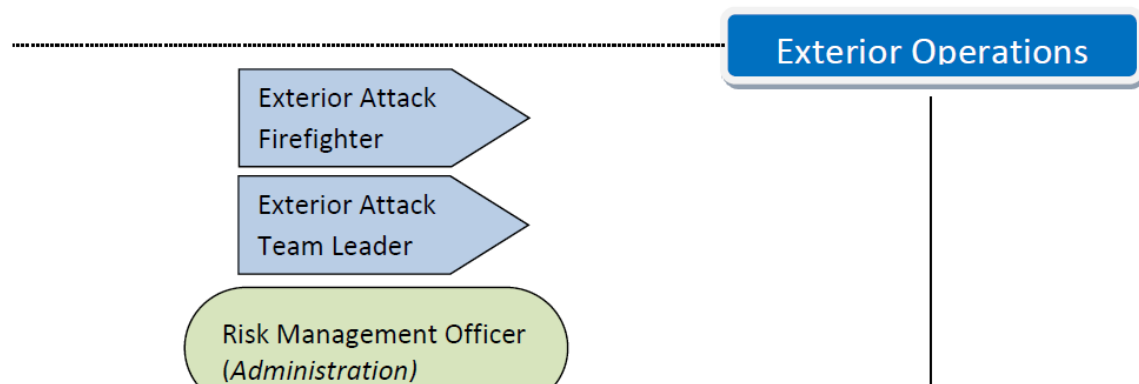 Exterior Operations
Exterior Attack
Firefighter
Exterior Attack
Team Leader
Risk Management Officer
(Administration)